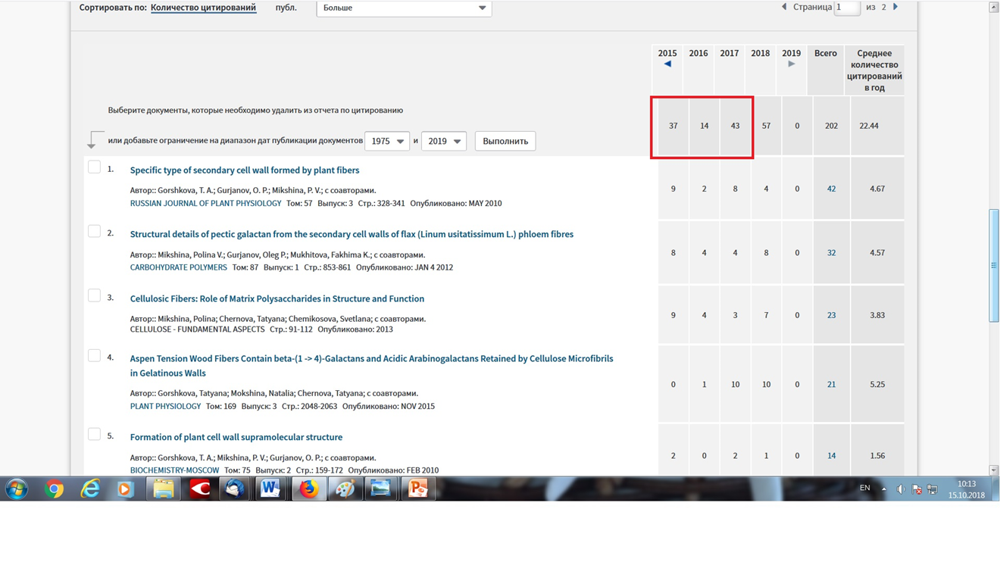 Сортировать по: Количество цитирований публ. Больше Страница 1 из 2
2015 2016 2017 2018 2019 Всего Среднее
количество
цитирований
в год
Выберите документы, которые необходимо удалить из отчета по цитированию
37 14 43 57 0 202 22.44
или добавьте ограничение на диапазон дат публикации документов 1975 и 2019 Выполнить
1. Specific type of secondary cell wall formed by plant fibers
Автор:: Gorshkova, T. A.; Gurjanov, O. P.; Mikshina, P. V.; с соавторами.
9 2 8 4 0 42 4.67
RUSSIAN JOURNAL OF PLANT PHYSIOLOGY Том: 57 Выпуск: 3 Стр.: 328-341 Опубликовано: MAY 2010
2. Structural details of pectic galactan from the secondary cell walls of flax (Linum usitatissimum L.) phloem fibres
Автор:: Mikshina, Polina V.; Gurjanov, Oleg P.; Mukhitova, Fakhima K.; с соавторами.
8 4 4 8 0 32 4.57
CARBOHYDRATE POLYMERS Том: 87 Выпуск: 1 Стр.: 853-861 Опубликовано: JAN 4 2012
3. Cellulosic Fibers: Role of Matrix Polysaccharides in Structure and Function
Автор:: Mikshina, Polina; Chernova, Tatyana; Chemikosova, Svetlana; с соавторами.
9 4 3 7 0 23 3.83
CELLULOSE - FUNDAMENTAL ASPECTS Стр.: 91-112 Опубликовано: 2013
4. Aspen Tension Wood Fibers Contain beta-(1 -> 4)-Galactans and Acidic Arabinogalactans Retained by Cellulose Microfibrils
in Gelatinous Walls
0 1 10 10 0 21 5.25
Автор:: Gorshkova, Tatyana; Mokshina, Natalia; Chernova, Tatyana; с соавторами.
PLANT PHYSIOLOGY Том: 169 Выпуск: 3 Стр.: 2048-2063 Опубликовано: NOV 2015
5. Formation of plant cell wall supramolecular structure
Автор:: Gorshkova, T. A.; Mikshina, P. V.; Gurjanov, O. P.; с соавторами.
2 0 2 1 0 14 1.56
BIOCHEMISTRY-MOSCOW Том: 75 Выпуск: 2 Стр.: 159-172 Опубликовано: FEB 2010
EN 10:13
15.10.2018